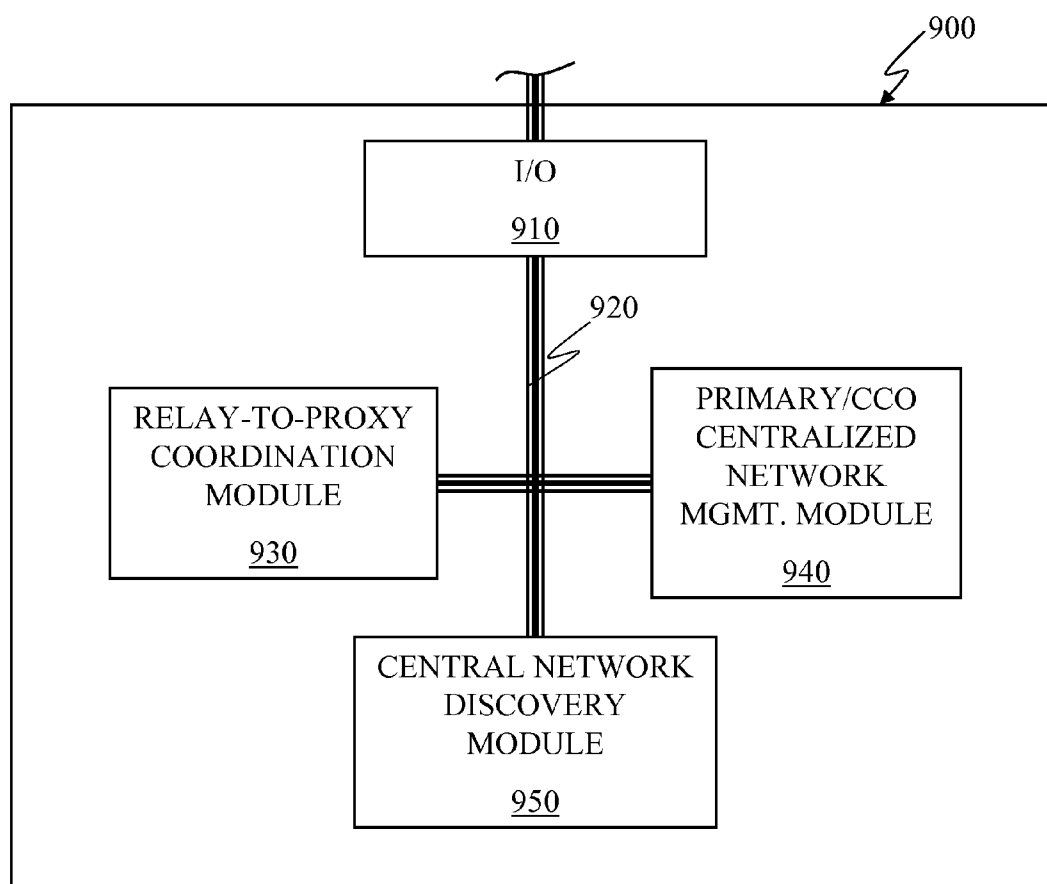 900
I/O
910
920
RELAY-TO-PROXY
COORDINATION
MODULE
930
PRIMARY/CCO
CENTRALIZED
NETWORK
MGMT. MODULE
940
CENTRAL NETWORK
DISCOVERY
MODULE
950